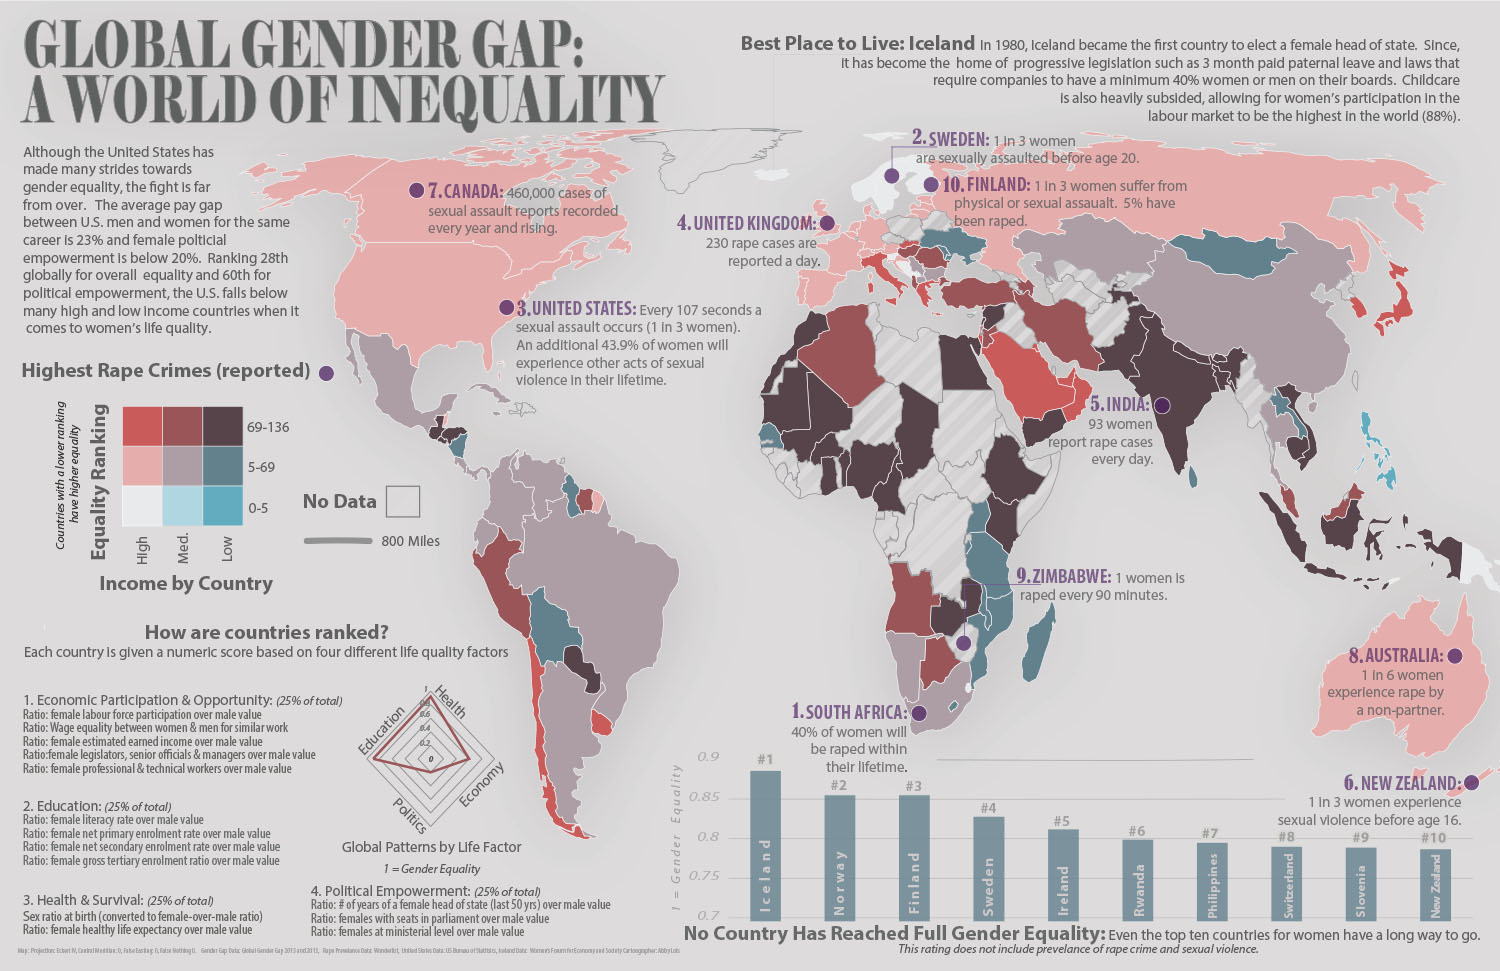 GLOBAL GENDER GAP:
A WORLD OF INEQUALITY
Best Place to Live: Iceland In 1980, Iceland became the first country to elect a female head of state. Since,
it has become the home of progressive legislation such as 3 month paid paternal leave and laws that
require companies to have a minimum 40% women or men on their boards. Childcare
is also heavily subsided, allowing for women's participation in the
labour market to be the highest in the world (88%).
Although the United States has
made many strides towards
gender equality, the fight is far
from over. The average pay gap
between U.S. men and women for the same
career is 23% and female polticial
empowerment is below 20%. Ranking 28th
globally for overall equality and 60th for
political empowerment, the U.S. falls below
many high and low income countries when it
comes to women's life quality.
2. SWEDEN: 1 in 3 women
are sexually assaulted before age 20.
10. FINLAND: 1 in 3 women suffer from
physical or sexual assaualt. 5% have
been raped.
7. CANADA: 460,000 cases of
sexual assault reports recorded
every year and rising.
4. UNITED KINGDOM:
230 rape cases are
reported a day.
3. UNITED STATES: Every 107 seconds a
sexual assault occurs (1 in 3 women).
An additional 43.9% of women will
experience other acts of sexual
violence in their lifetime.
5. INDIA:
93 women
report rape cases
every day.
9. ZIMBABWE: 1 women is
raped every 90 minutes.
8. AUSTRALIA:
1 in 6 women
experience rape by
a non-partner.
1. SOUTH AFRICA:
40% of women will
be raped within
their lifetime.
6. NEW ZEALAND:
1 in 3 women experience
sexual violence before age 16.
Highest Rape Crimes (reported)
Countries with a lower ranking
have higher equality
Equality Ranking
69-136
5-69
0-5
High
Med.
Low
Income by Country
No Data
800 Miles
How are countries ranked?
Each country is given a numeric score based on four different life quality factors
1. Economic Participation & Opportunity: (25% of total)
Ratio: female labour force participation over male value
Ratio: Wage equality between women & men for similar work
Ratio: female estimated earned income over male value
Ratio:female legislators, senior officials & managers over male value
Ratio: female professional & technical workers over male value
2. Education: (25% of total)
Ratio: female literacy rate over male value
Ratio: female net primary enrolment rate over male value
Ratio: female net secondary enrolment rate over male value
Ratio: female gross tertiary enrolment ratio over male value
3. Health & Survival: (25% of total)
Sex ratio at birth (converted to female-over-male ratio)
Ratio: female healthy life expectancy over male value
Health
Education
Economy
Politics
1
0.8
0.6
0.4
0.2
0
Global Patterns by Life Factor
1 = Gender Equality
4. Political Empowerment: (25% of total)
Ratio: # of years of a female head of state (last 50 yrs) over male value
Ratio: females with seats in parliament over male value
Ratio: females at ministerial level over male value
1 = Gender Equality
0.9
0.85
0.8
0.75
0.7
#1
#2
#3
#4
#5
#6
#7
#8
#9
#10
Iceland
Norway
Finland
Sweden
Ireland
Rwanda
Philippines
Switzerland
Slovenia
New Zealand
No Country Has Reached Full Gender Equality: Even the top ten countries for women have a long way to go.
This rating does not include prevelance of rape crime and sexual violence.